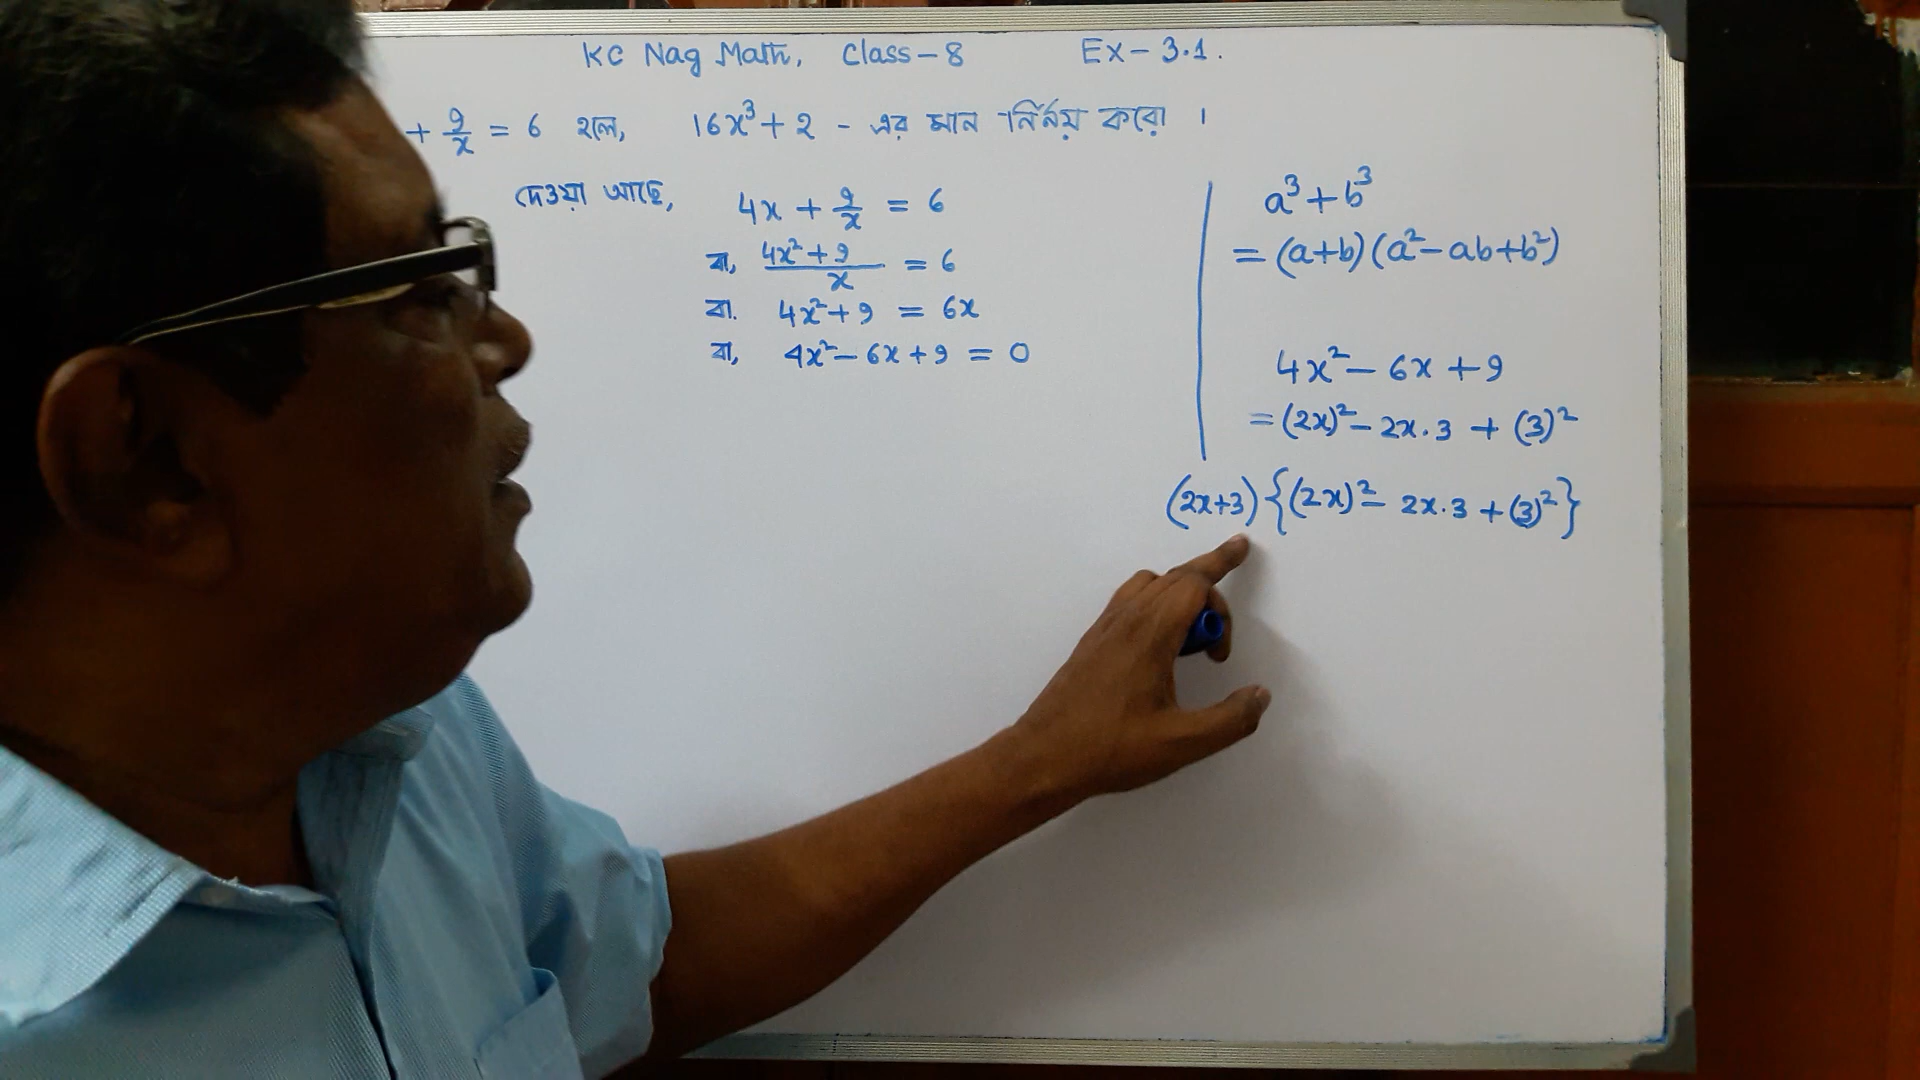 KC Nag Math, Class-8 Ex-3.1.
+ 9/x = 6 হলে, 16x³+2 - এর মান নির্নয় করো ।
দেওয়া আছে, 4x + 9/x = 6
বা, (4x²+9)/x = 6
বা. 4x²+9 = 6x
বা, 4x²-6x+9 = 0
a³+b³
= (a+b)(a²-ab+b²)
4x²-6x+9
= (2x)²-2x.3+(3)²
(2x+3){(2x)²-2x.3+(3)²}